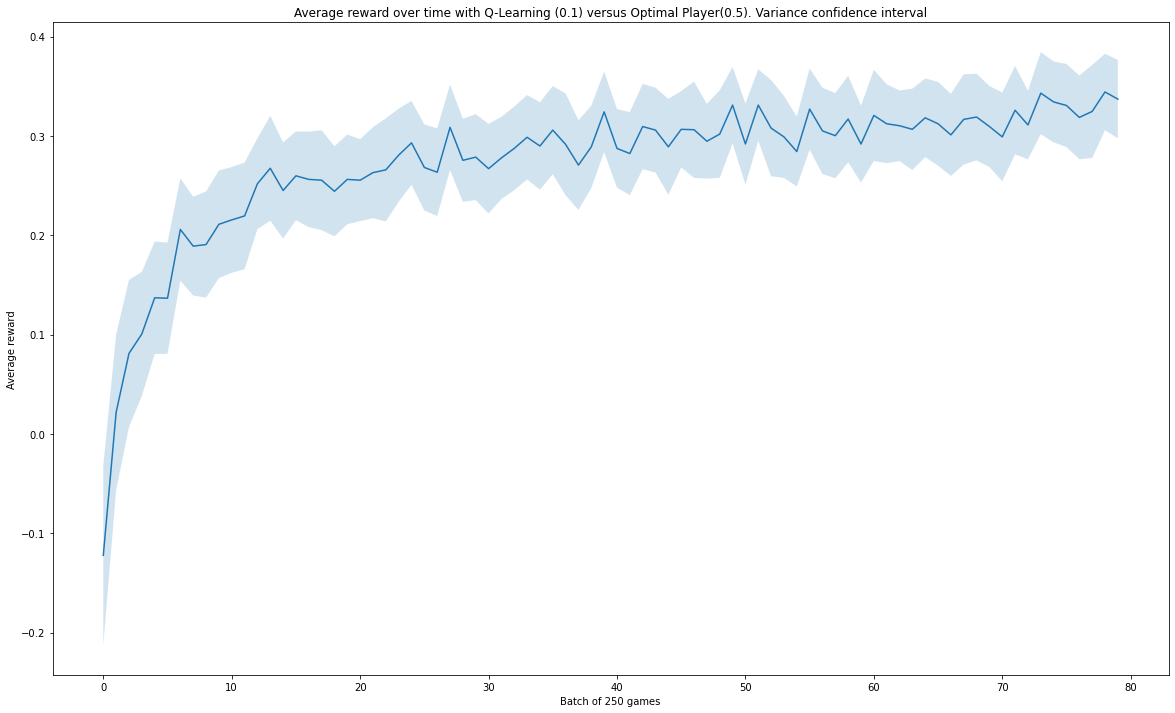 Average reward over time with Q-Learning (0.1) versus Optimal Player(0.5). Variance confidence interval
0.4
0.3
0.2
0.1
0.0
−0.1
−0.2
Average reward
0 10 20 30 40 50 60 70 80
Batch of 250 games